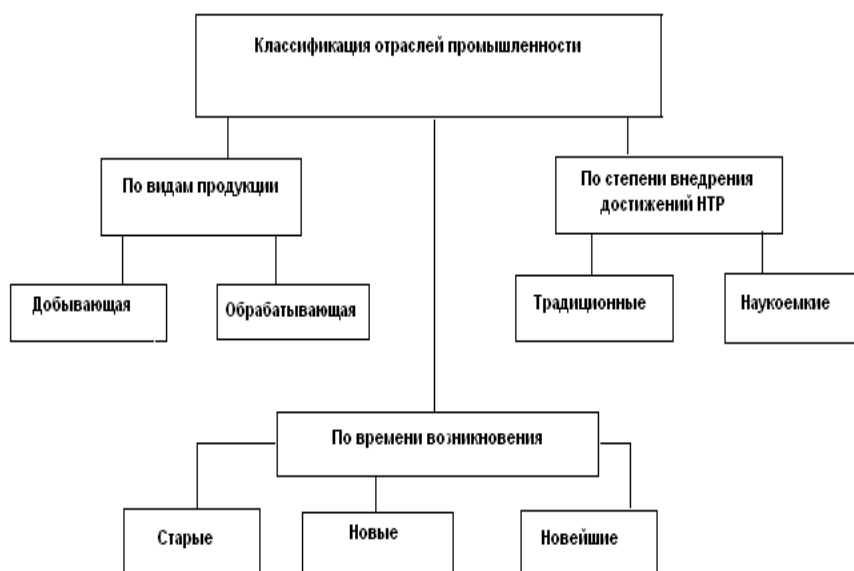 Классификация отраслей промышленности
По видам продукции
По степени внедрения
достижений НТР
Добывающая
Обрабатывающая
Традиционные
Наукоемкие
По времени возникновения
Старые
Новые
Новейшие